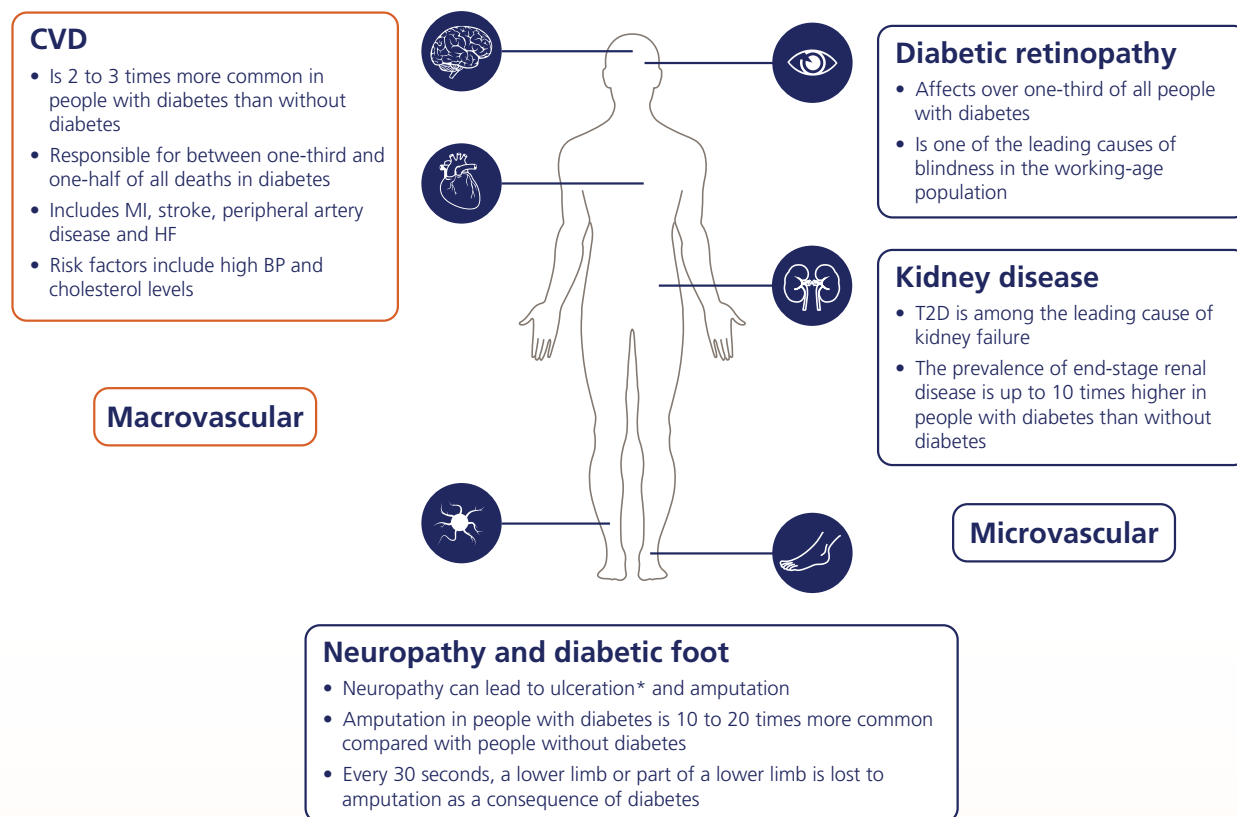 CVD
• Is 2 to 3 times more common in
people with diabetes than without
diabetes
• Responsible for between one-third and
one-half of all deaths in diabetes
• Includes MI, stroke, peripheral artery
disease and HF
• Risk factors include high BP and
cholesterol levels
Macrovascular
Diabetic retinopathy
• Affects over one-third of all people
with diabetes
• Is one of the leading causes of
blindness in the working-age
population
Kidney disease
• T2D is among the leading cause of
kidney failure
• The prevalence of end-stage renal
disease is up to 10 times higher in
people with diabetes than without
diabetes
Microvascular
Neuropathy and diabetic foot
• Neuropathy can lead to ulceration* and amputation
• Amputation in people with diabetes is 10 to 20 times more common
compared with people without diabetes
• Every 30 seconds, a lower limb or part of a lower limb is lost to
amputation as a consequence of diabetes